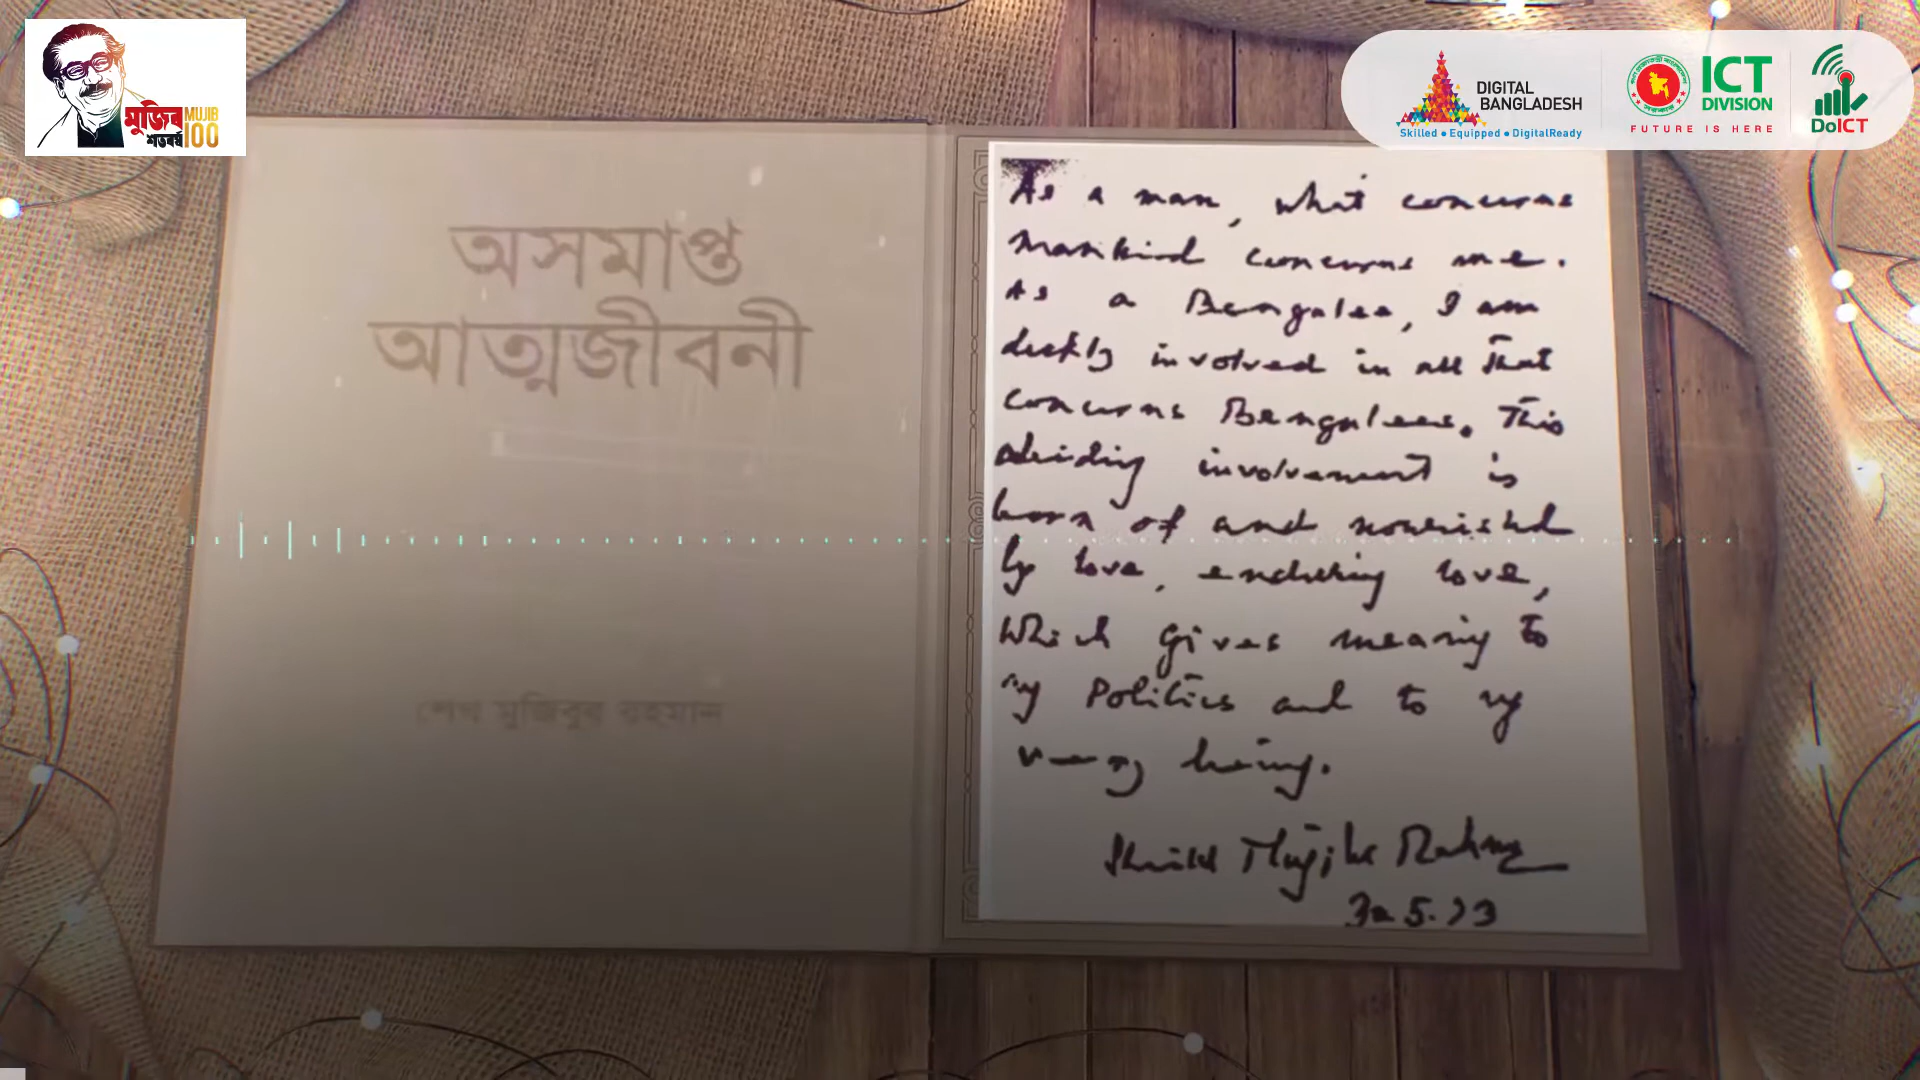 মুজিব
শতবর্ষ
MUJIB
100
DIGITAL
BANGLADESH
Skilled • Equipped • DigitalReady
ICT
DIVISION
FUTURE IS HERE
DoICT
অসমাপ্ত
আত্মজীবনী
শেখ মুজিবুর রহমান
As a man, what concerns
mankind concerns me.
As a Bengalee, I am
deeply involved in all that
concerns Bengalees. This
abiding involvement is
born of and nourished
by love, enduring love,
which gives meaning to
my politics and to my
very being.
Sheikh Mujibur Rahman
30.5.73